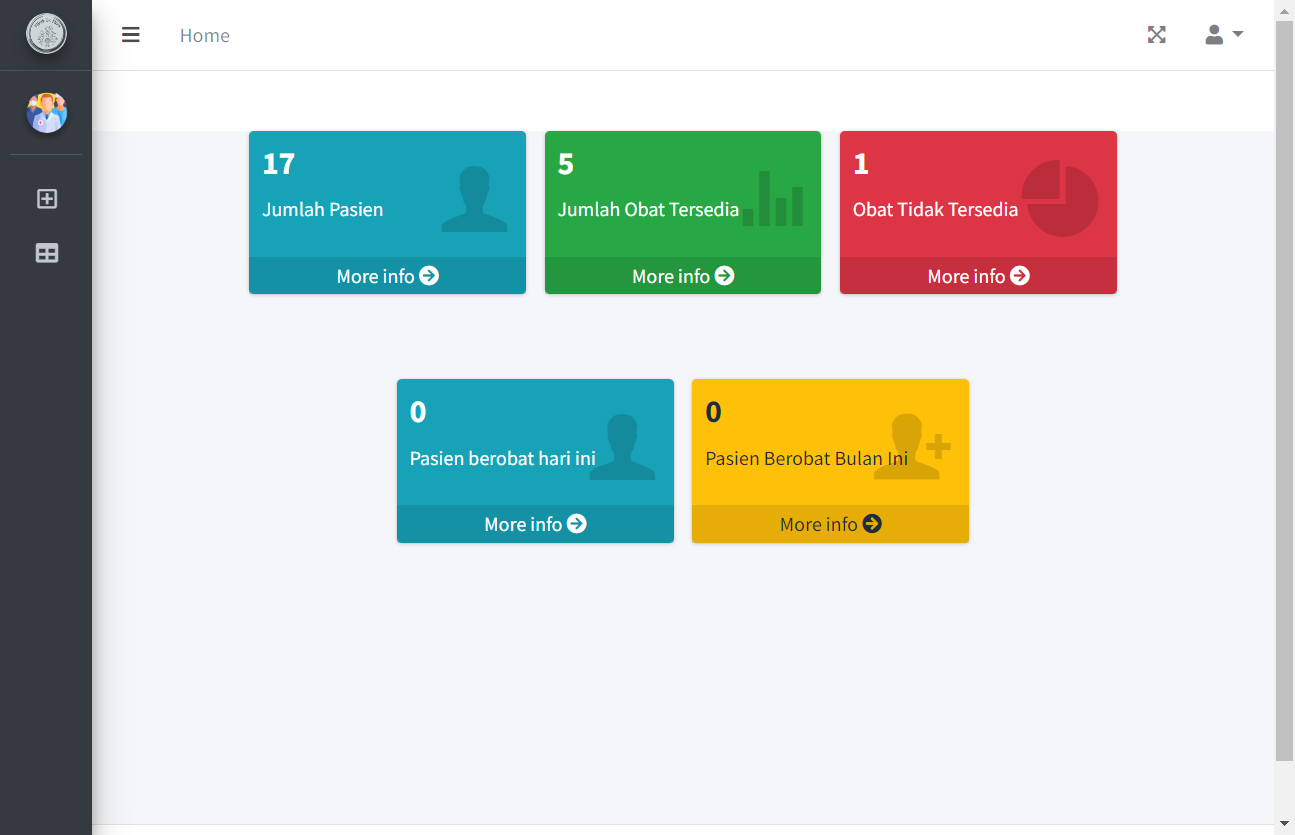 Home
17
Jumlah Pasien
More info
5
Jumlah Obat Tersedia
More info
1
Obat Tidak Tersedia
More info
0
Pasien berobat hari ini
More info
0
Pasien Berobat Bulan Ini
More info